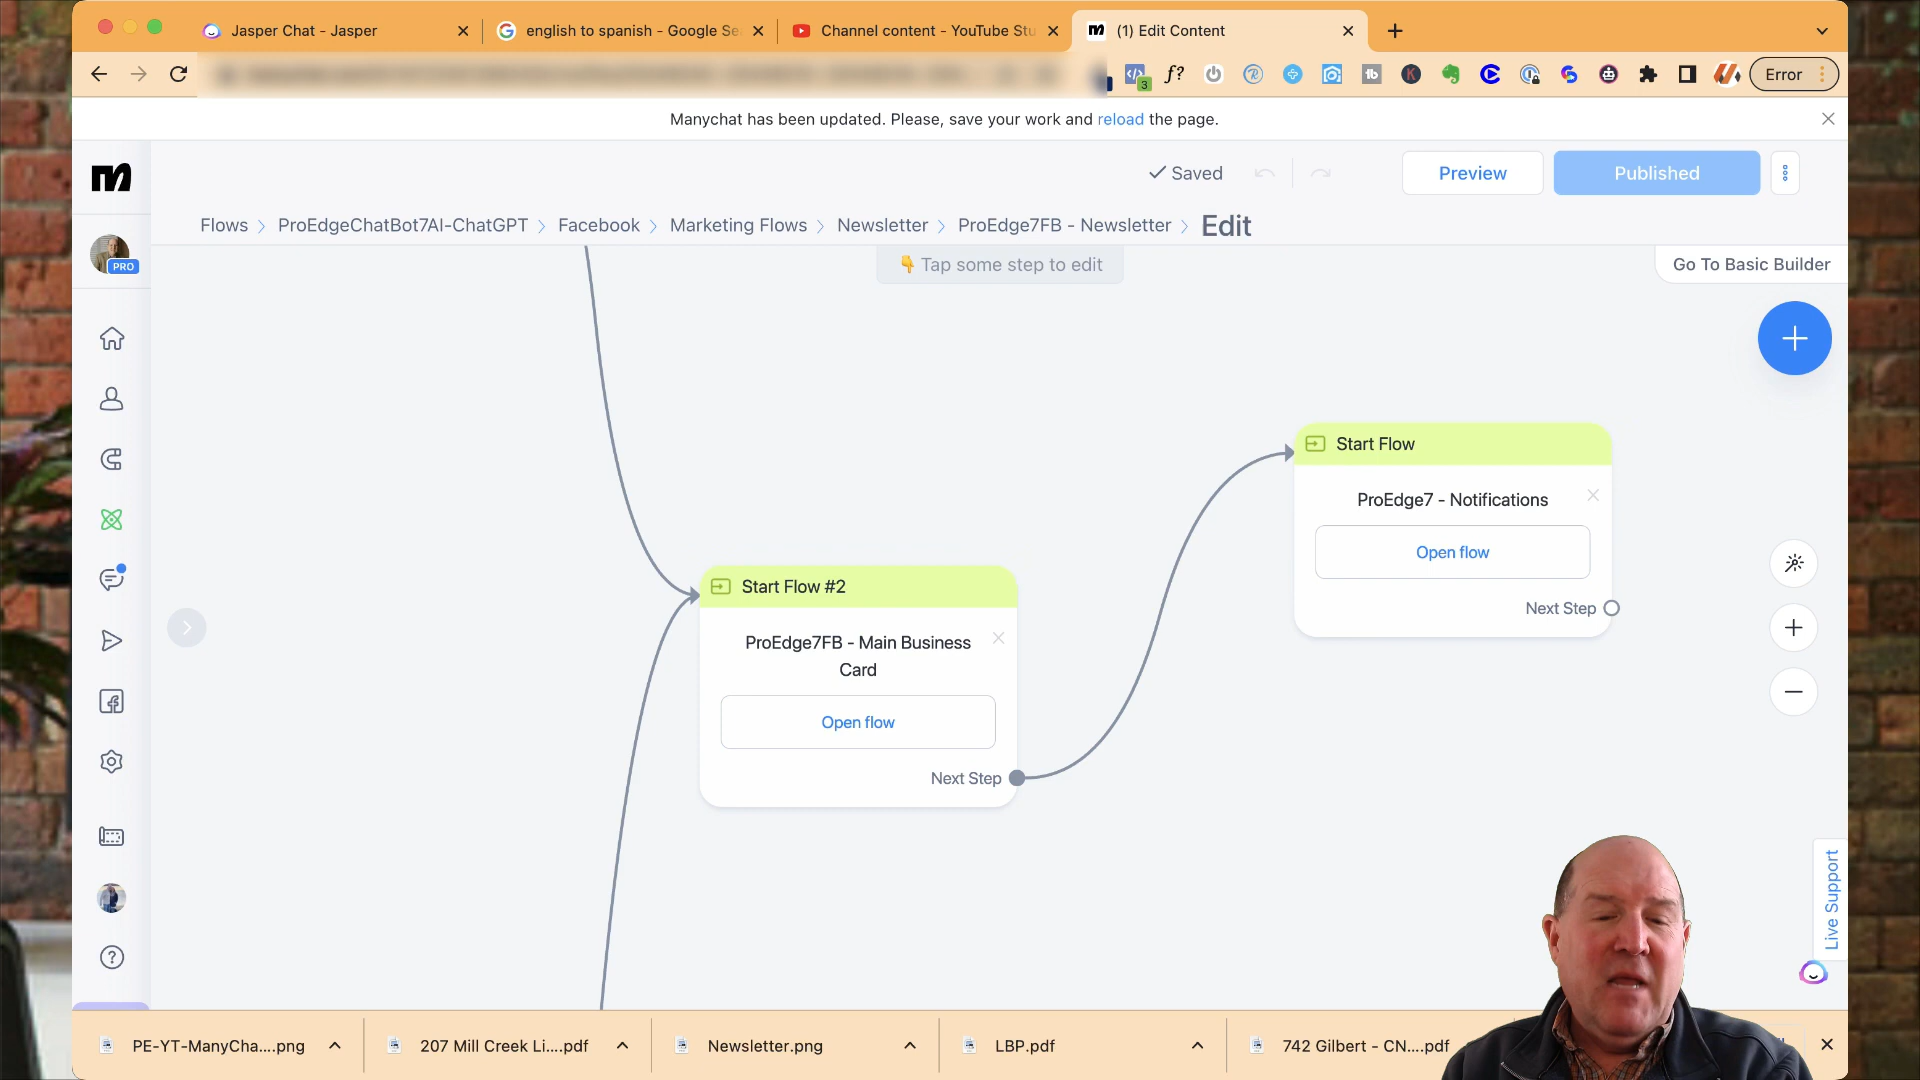 Jasper Chat - Jasper
english to spanish - Google Se
Channel content - YouTube Stu
(1) Edit Content
3
f?
Error
Manychat has been updated. Please, save your work and reload the page.
Saved
Preview
Published
Flows
ProEdgeChatBot7AI-ChatGPT
Facebook
Marketing Flows
Newsletter
ProEdge7FB - Newsletter
Edit
PRO
Tap some step to edit
Go To Basic Builder
Start Flow
ProEdge7 - Notifications
Open flow
Next Step
Start Flow #2
ProEdge7FB - Main Business
Card
Open flow
Next Step
Live Support
PE-YT-ManyCha....png
207 Mill Creek Li....pdf
Newsletter.png
LBP.pdf
742 Gilbert - CN....pdf